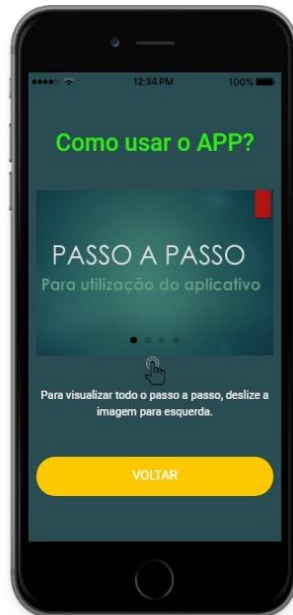 12:34 PM
100%
Como usar o APP?
PASSO A PASSO
Para utilização do aplicativo
Para visualizar todo o passo a passo, deslize a
imagem para esquerda.
VOLTAR